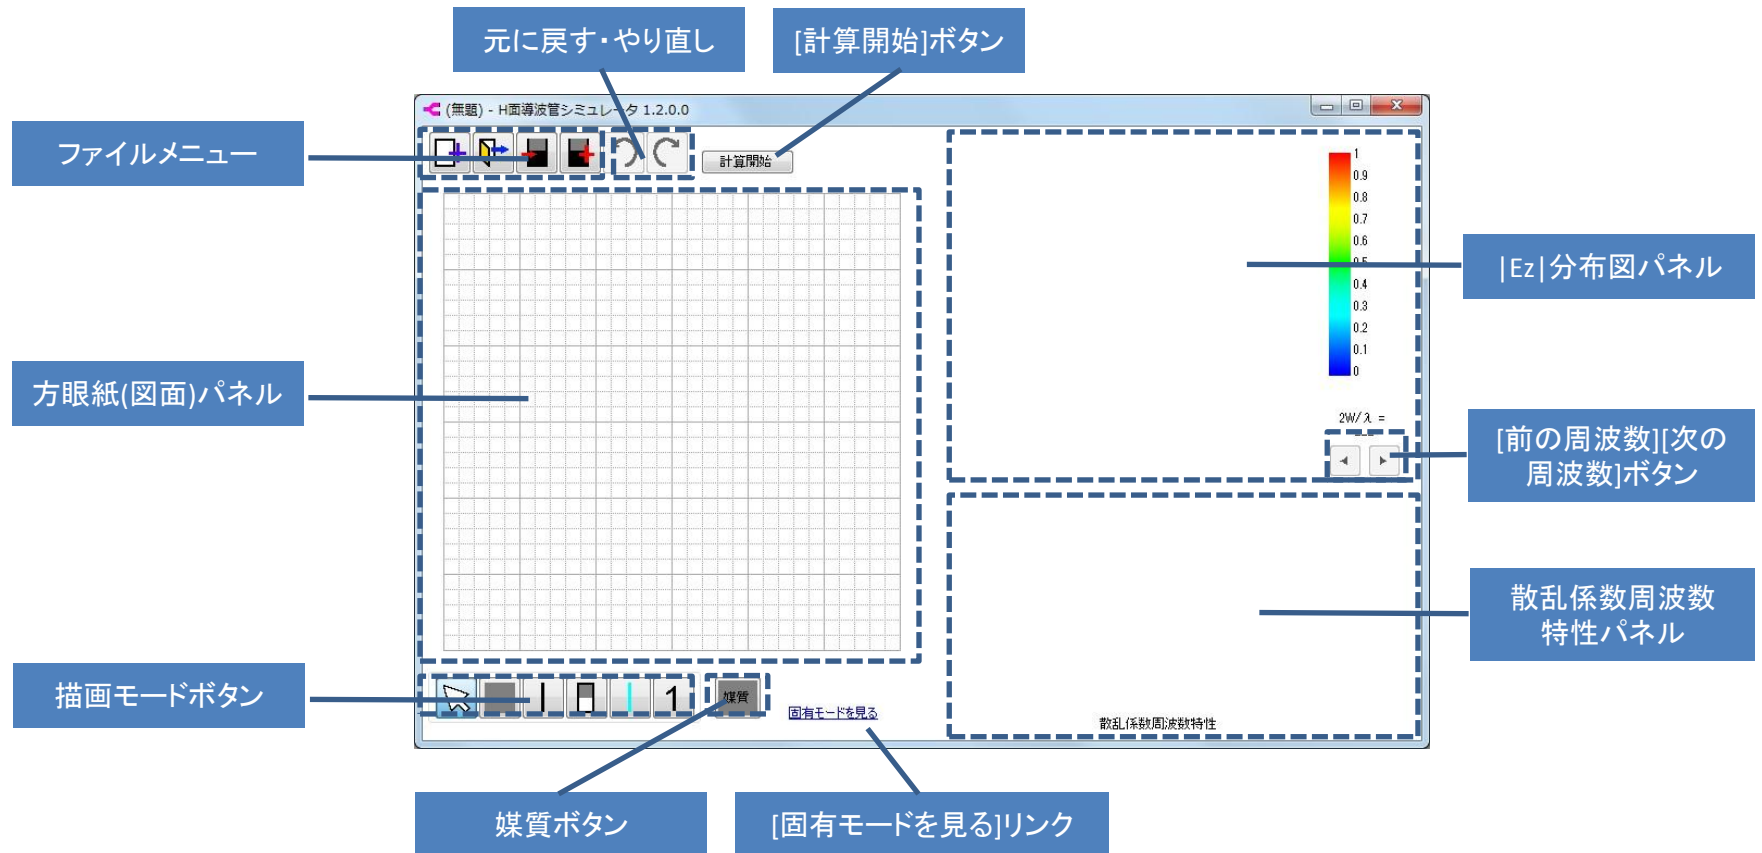 元に戻す・やり直し
[計算開始]ボタン
(無題) - H面導波管シミュレータ 1.2.0.0
ファイルメニュー
計算開始
1
0.9
0.8
0.7
0.6
0.5
0.4
0.3
0.2
0.1
0
|Ez|分布図パネル
方眼紙(図面)パネル
2W/λ =
---
[前の周波数][次の
周波数]ボタン
散乱係数周波数
特性パネル
描画モードボタン
1
媒質
固有モードを見る
散乱係数周波数特性
媒質ボタン
[固有モードを見る]リンク